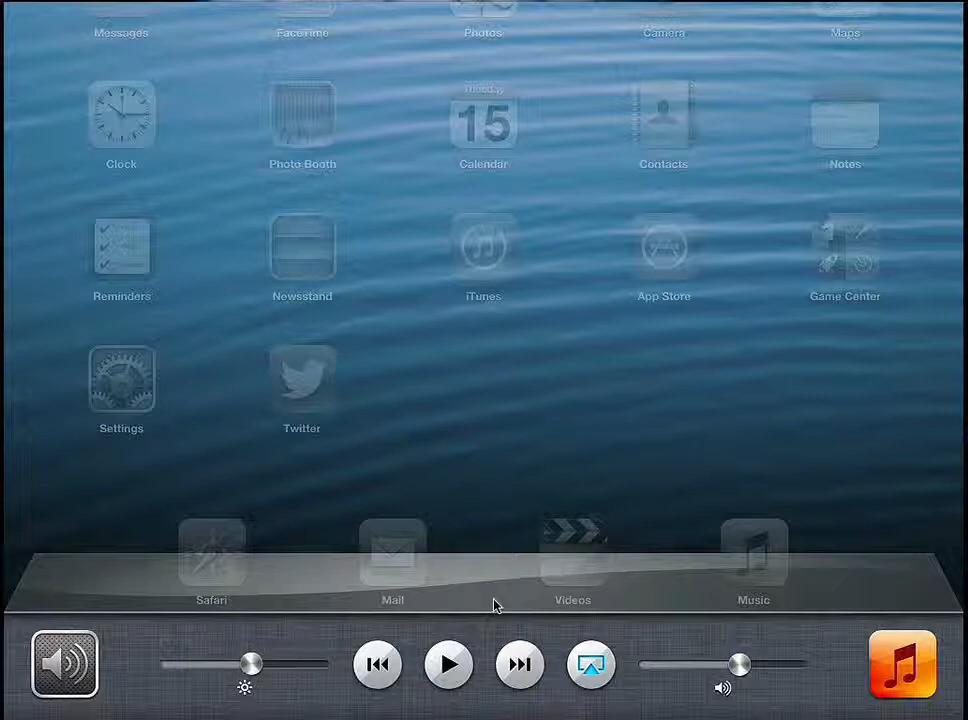 Messages FaceTime Photos Camera Maps
Tuesday
15
Clock Photo Booth Calendar Contacts Notes
Reminders Newsstand iTunes App Store Game Center
Settings Twitter
Safari Mail Videos Music